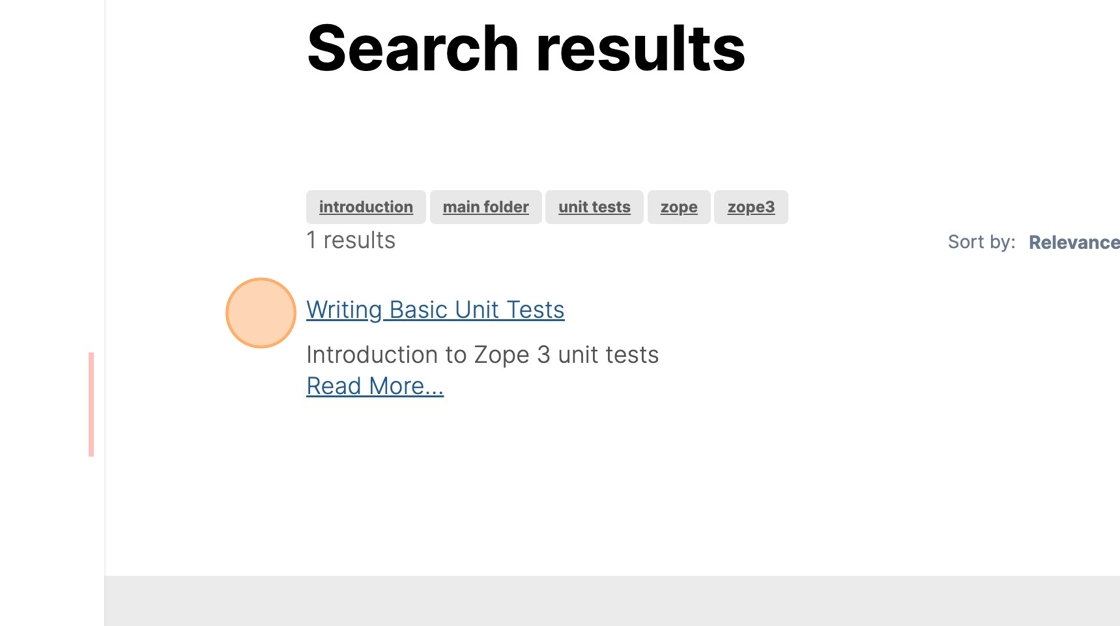 Search results
introduction main folder unit tests zope zope3
1 results
Sort by: Relevance
Writing Basic Unit Tests
Introduction to Zope 3 unit tests
Read More...